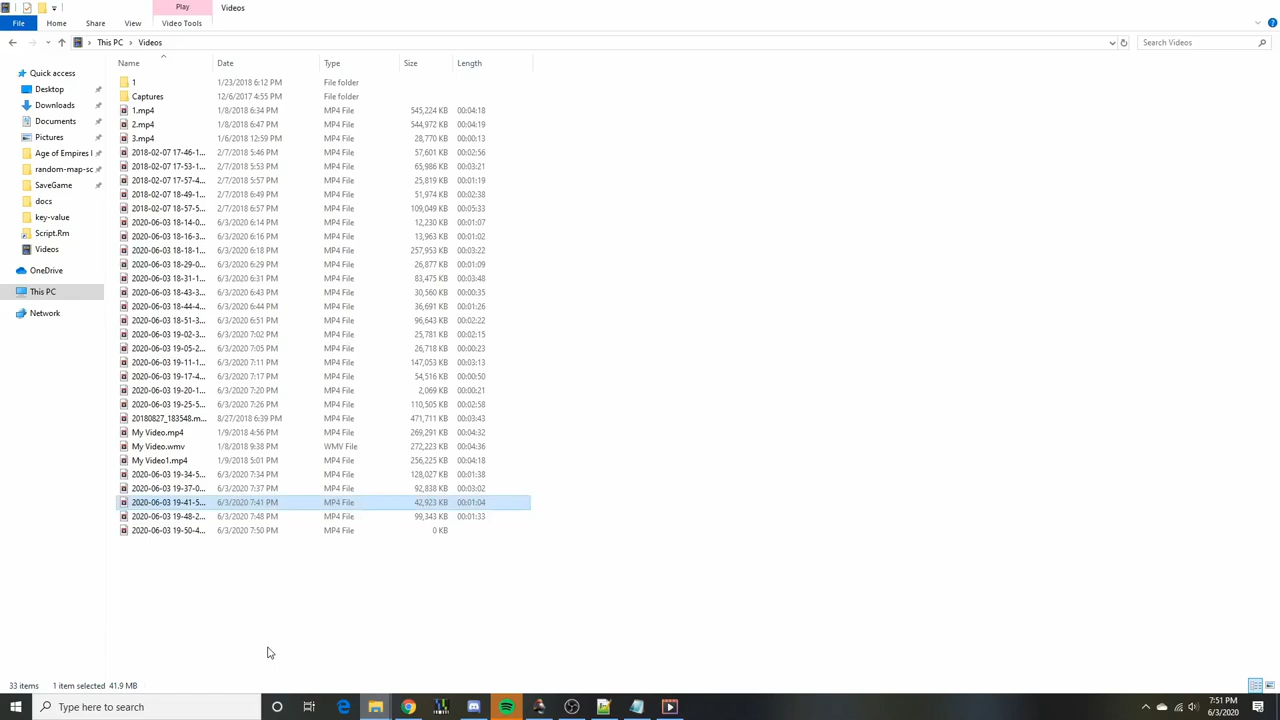 Play
Videos
File Home Share View Video Tools
This PC Videos Search Videos
Name Date Type Size Length
Quick access
Desktop
Downloads
Documents
Pictures
Age of Empires I
random-map-sc
SaveGame
docs
key-value
Script.Rm
Videos
OneDrive
This PC
Network
1 1/23/2018 6:12 PM File folder
Captures 12/6/2017 4:55 PM File folder
1.mp4 1/8/2018 6:34 PM MP4 File 545,224 KB 00:04:18
2.mp4 1/8/2018 6:47 PM MP4 File 544,972 KB 00:04:19
3.mp4 1/6/2018 12:59 PM MP4 File 28,770 KB 00:00:13
2018-02-07 17-46-1... 2/7/2018 5:46 PM MP4 File 57,601 KB 00:02:56
2018-02-07 17-53-1... 2/7/2018 5:53 PM MP4 File 65,986 KB 00:03:21
2018-02-07 17-57-4... 2/7/2018 5:57 PM MP4 File 25,819 KB 00:01:19
2018-02-07 18-49-1... 2/7/2018 6:49 PM MP4 File 51,974 KB 00:02:38
2018-02-07 18-57-5... 2/7/2018 6:57 PM MP4 File 109,049 KB 00:05:33
2020-06-03 18-14-0... 6/3/2020 6:14 PM MP4 File 12,230 KB 00:01:07
2020-06-03 18-16-3... 6/3/2020 6:16 PM MP4 File 13,963 KB 00:01:02
2020-06-03 18-18-1... 6/3/2020 6:18 PM MP4 File 257,953 KB 00:03:22
2020-06-03 18-29-0... 6/3/2020 6:29 PM MP4 File 26,877 KB 00:01:09
2020-06-03 18-31-1... 6/3/2020 6:31 PM MP4 File 83,475 KB 00:03:48
2020-06-03 18-43-3... 6/3/2020 6:43 PM MP4 File 30,560 KB 00:00:35
2020-06-03 18-44-4... 6/3/2020 6:44 PM MP4 File 36,691 KB 00:01:26
2020-06-03 18-51-3... 6/3/2020 6:51 PM MP4 File 96,643 KB 00:02:22
2020-06-03 19-02-3... 6/3/2020 7:02 PM MP4 File 25,781 KB 00:02:15
2020-06-03 19-05-2... 6/3/2020 7:05 PM MP4 File 26,718 KB 00:00:23
2020-06-03 19-11-1... 6/3/2020 7:11 PM MP4 File 147,053 KB 00:03:13
2020-06-03 19-17-4... 6/3/2020 7:17 PM MP4 File 54,516 KB 00:00:50
2020-06-03 19-20-1... 6/3/2020 7:20 PM MP4 File 2,069 KB 00:00:21
2020-06-03 19-25-5... 6/3/2020 7:26 PM MP4 File 110,505 KB 00:02:58
20180827_183548.m... 8/27/2018 6:39 PM MP4 File 471,711 KB 00:03:43
My Video.mp4 1/9/2018 4:56 PM MP4 File 269,291 KB 00:04:32
My Video.wmv 1/8/2018 9:38 PM WMV File 272,223 KB 00:04:36
My Video1.mp4 1/9/2018 5:01 PM MP4 File 256,225 KB 00:04:18
2020-06-03 19-34-5... 6/3/2020 7:34 PM MP4 File 128,027 KB 00:01:38
2020-06-03 19-37-0... 6/3/2020 7:37 PM MP4 File 92,838 KB 00:03:02
2020-06-03 19-41-5... 6/3/2020 7:41 PM MP4 File 42,923 KB 00:01:04
2020-06-03 19-48-2... 6/3/2020 7:48 PM MP4 File 99,343 KB 00:01:33
2020-06-03 19-50-4... 6/3/2020 7:50 PM MP4 File 0 KB
33 items 1 item selected 41.9 MB
Type here to search
7:51 PM
6/3/2020